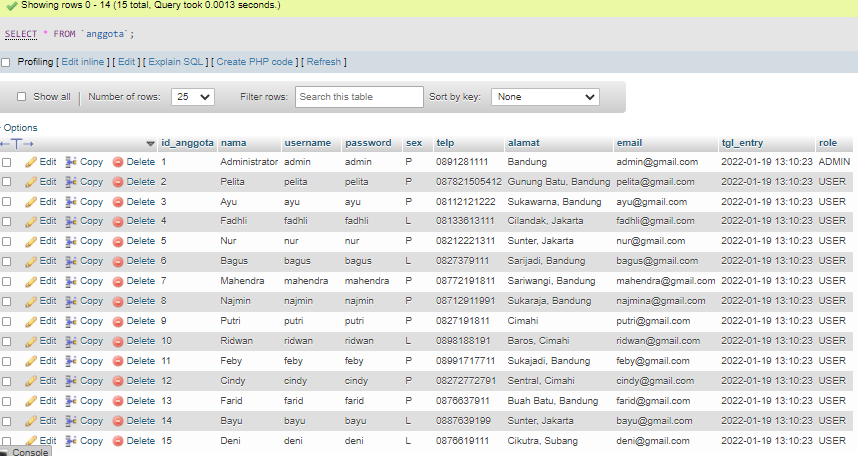 Showing rows 0 - 14 (15 total, Query took 0.0013 seconds.)
SELECT * FROM `anggota`;
Profiling [ Edit inline ] [ Edit ] [ Explain SQL ] [ Create PHP code ] [ Refresh ]
Show all Number of rows: 25 Filter rows: Search this table Sort by key: None
Options
←T→ id_anggota nama username password sex telp alamat email tgl_entry role
Edit Copy Delete 1 Administrator admin admin P 0891281111 Bandung admin@gmail.com 2022-01-19 13:10:23 ADMIN
Edit Copy Delete 2 Pelita pelita pelita P 087821505412 Gunung Batu, Bandung pelita@gmail.com 2022-01-19 13:10:23 USER
Edit Copy Delete 3 Ayu ayu ayu P 08112121222 Sukawarna, Bandung ayu@gmail.com 2022-01-19 13:10:23 USER
Edit Copy Delete 4 Fadhli fadhli fadhli L 08133613111 Cilandak, Jakarta fadhli@gmail.com 2022-01-19 13:10:23 USER
Edit Copy Delete 5 Nur nur nur P 08212221311 Sunter, Jakarta nur@gmail.com 2022-01-19 13:10:23 USER
Edit Copy Delete 6 Bagus bagus bagus L 0827379111 Sarijadi, Bandung bagus@gmail.com 2022-01-19 13:10:23 USER
Edit Copy Delete 7 Mahendra mahendra mahendra P 08772191811 Sariwangi, Bandung mahendra@gmail.com 2022-01-19 13:10:23 USER
Edit Copy Delete 8 Najmin najmin najmin P 08712911991 Sukaraja, Bandung najmina@gmail.com 2022-01-19 13:10:23 USER
Edit Copy Delete 9 Putri putri putri P 0827191811 Cimahi putri@gmail.com 2022-01-19 13:10:23 USER
Edit Copy Delete 10 Ridwan ridwan ridwan L 0898188191 Baros, Cimahi ridwan@gmail.com 2022-01-19 13:10:23 USER
Edit Copy Delete 11 Feby feby feby P 08991717711 Sukajadi, Bandung feby@gmail.com 2022-01-19 13:10:23 USER
Edit Copy Delete 12 Cindy cindy cindy P 08272772791 Sentral, Cimahi cindy@gmail.com 2022-01-19 13:10:23 USER
Edit Copy Delete 13 Farid farid farid P 0876637911 Buah Batu, Bandung farid@gmail.com 2022-01-19 13:10:23 USER
Edit Copy Delete 14 Bayu bayu bayu L 0887639199 Sunter, Jakarta bayu@gmail.com 2022-01-19 13:10:23 USER
Edit Copy Delete 15 Deni deni deni L 0876619111 Cikutra, Subang deni@gmail.com 2022-01-19 13:10:23 USER
Console